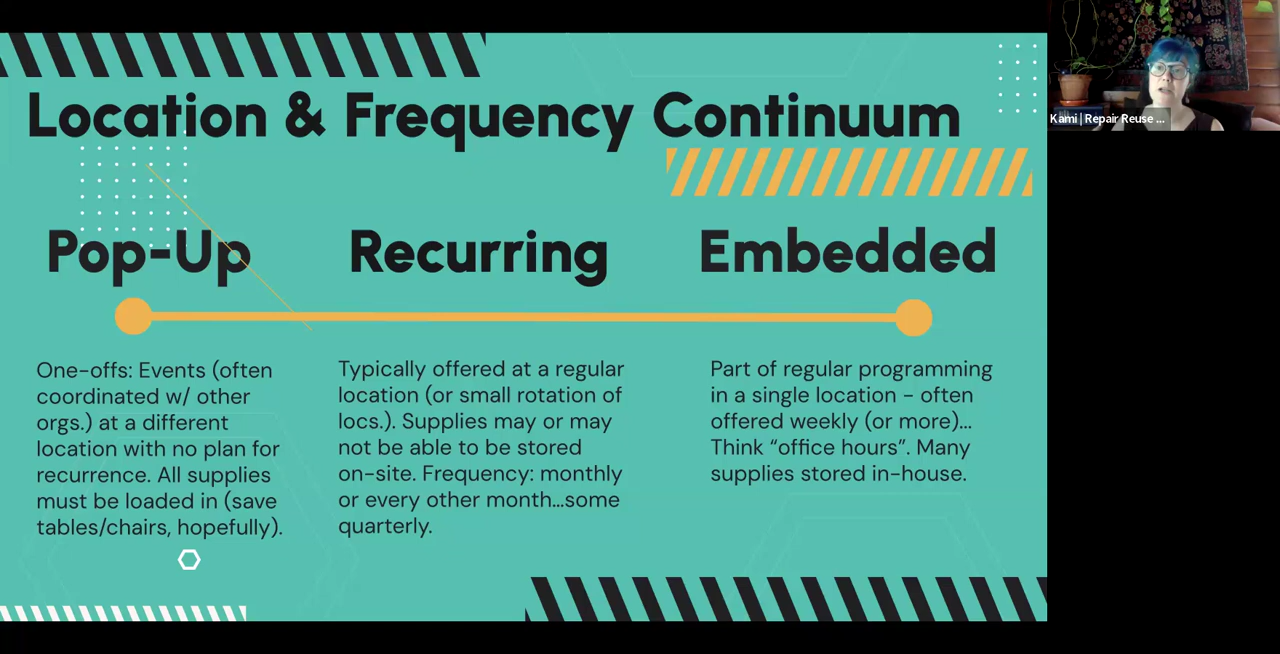 Location & Frequency Continuum
Pop-Up
Recurring
Embedded
One-offs: Events (often
coordinated w/ other
orgs.) at a different
location with no plan for
recurrence. All supplies
must be loaded in (save
tables/chairs, hopefully).
Typically offered at a regular
location (or small rotation of
locs.). Supplies may or may
not be able to be stored
on-site. Frequency: monthly
or every other month...some
quarterly.
Part of regular programming
in a single location - often
offered weekly (or more)...
Think “office hours”. Many
supplies stored in-house.
Kami | Repair Reuse ...